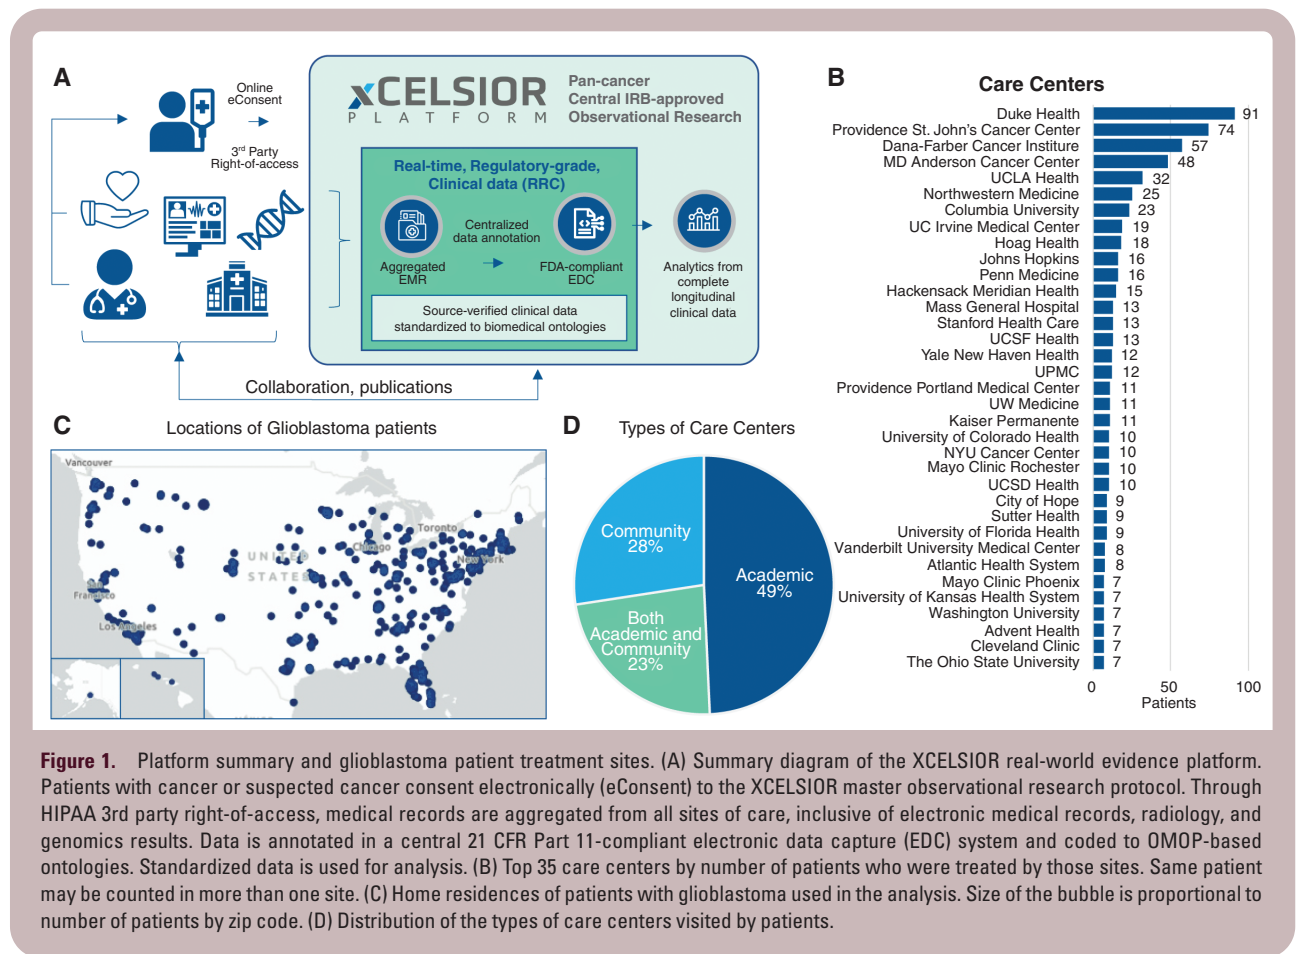 A
Online
eConsent
3rd Party
Right-of-access
xCELSIOR
PLATFORM
Pan-cancer
Central IRB-approved
Observational Research
Real-time, Regulatory-grade,
Clinical data (RRC)
Aggregated
EMR
Centralized
data annotation
FDA-compliant
EDC
Source-verified clinical data
standardized to biomedical ontologies
Analytics from
complete
longitudinal
clinical data
Collaboration, publications
B
Care Centers
Duke Health 91
Providence St. John's Cancer Center 74
Dana-Farber Cancer Insticure 57
MD Anderson Cancer Center 48
UCLA Health 32
Northwestern Medicine 25
Columbia University 23
UC Irvine Medical Center 19
Hoag Health 18
Johns Hopkins 16
Penn Medicine 16
Hackensack Meridian Health 15
Mass General Hospital 13
Stanford Health Care 13
UCSF Health 13
Yale New Haven Health 12
UPMC 12
Providence Portland Medical Center 11
UW Medicine 11
Kaiser Permanente 11
University of Colorado Health 10
NYU Cancer Center 10
Mayo Clinic Rochester 10
UCSD Health 10
City of Hope 9
Sutter Health 9
University of Florida Health 9
Vanderbilt University Medical Center 8
Atlantic Health System 8
Mayo Clinic Phoenix 7
University of Kansas Health System 7
Washington University 7
Advent Health 7
Cleveland Clinic 7
The Ohio State University 7
0 50 100
Patients
C
Locations of Glioblastoma patients
Vancouver
Toronto
Chicago
New York
UNITED
STATES
San
Francisco
Los Angeles
D
Types of Care Centers
Community
28%
Academic
49%
Both
Academic and
Community
23%
Figure 1. Platform summary and glioblastoma patient treatment sites. (A) Summary diagram of the XCELSIOR real-world evidence platform.
Patients with cancer or suspected cancer consent electronically (eConsent) to the XCELSIOR master observational research protocol. Through
HIPAA 3rd party right-of-access, medical records are aggregated from all sites of care, inclusive of electronic medical records, radiology, and
genomics results. Data is annotated in a central 21 CFR Part 11-compliant electronic data capture (EDC) system and coded to OMOP-based
ontologies. Standardized data is used for analysis. (B) Top 35 care centers by number of patients who were treated by those sites. Same patient
may be counted in more than one site. (C) Home residences of patients with glioblastoma used in the analysis. Size of the bubble is proportional to
number of patients by zip code. (D) Distribution of the types of care centers visited by patients.